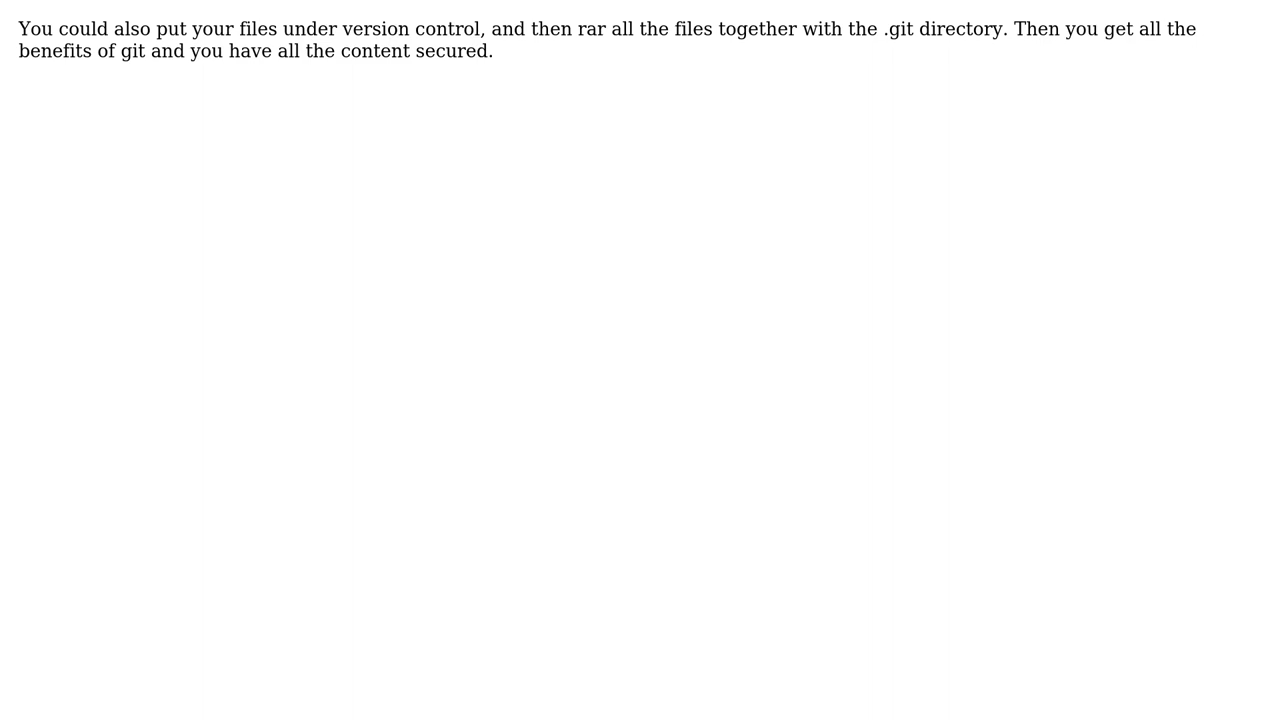 You could also put your files under version control, and then rar all the files together with the .git directory. Then you get all the
benefits of git and you have all the content secured.